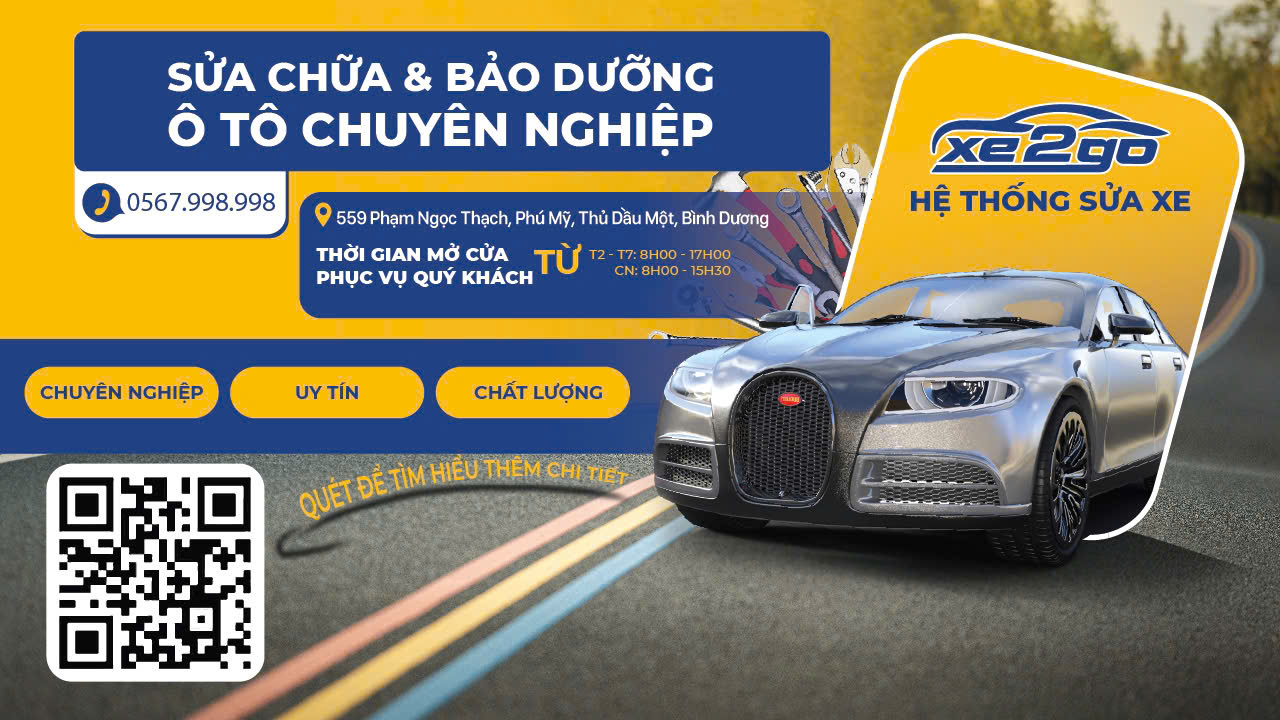 SỬA CHỮA & BẢO DƯỠNG
Ô TÔ CHUYÊN NGHIỆP
0567.998.998
559 Phạm Ngọc Thạch, Phú Mỹ, Thủ Dầu Một, Bình Dương
THỜI GIAN MỞ CỬA
PHỤC VỤ QUÝ KHÁCH
TỪ
T2 - T7: 8H00 - 17H00
CN: 8H00 - 15H30
xe2go
HỆ THỐNG SỬA XE
CHUYÊN NGHIỆP
UY TÍN
CHẤT LƯỢNG
QUÉT ĐỂ TÌM HIỂU THÊM CHI TIẾT